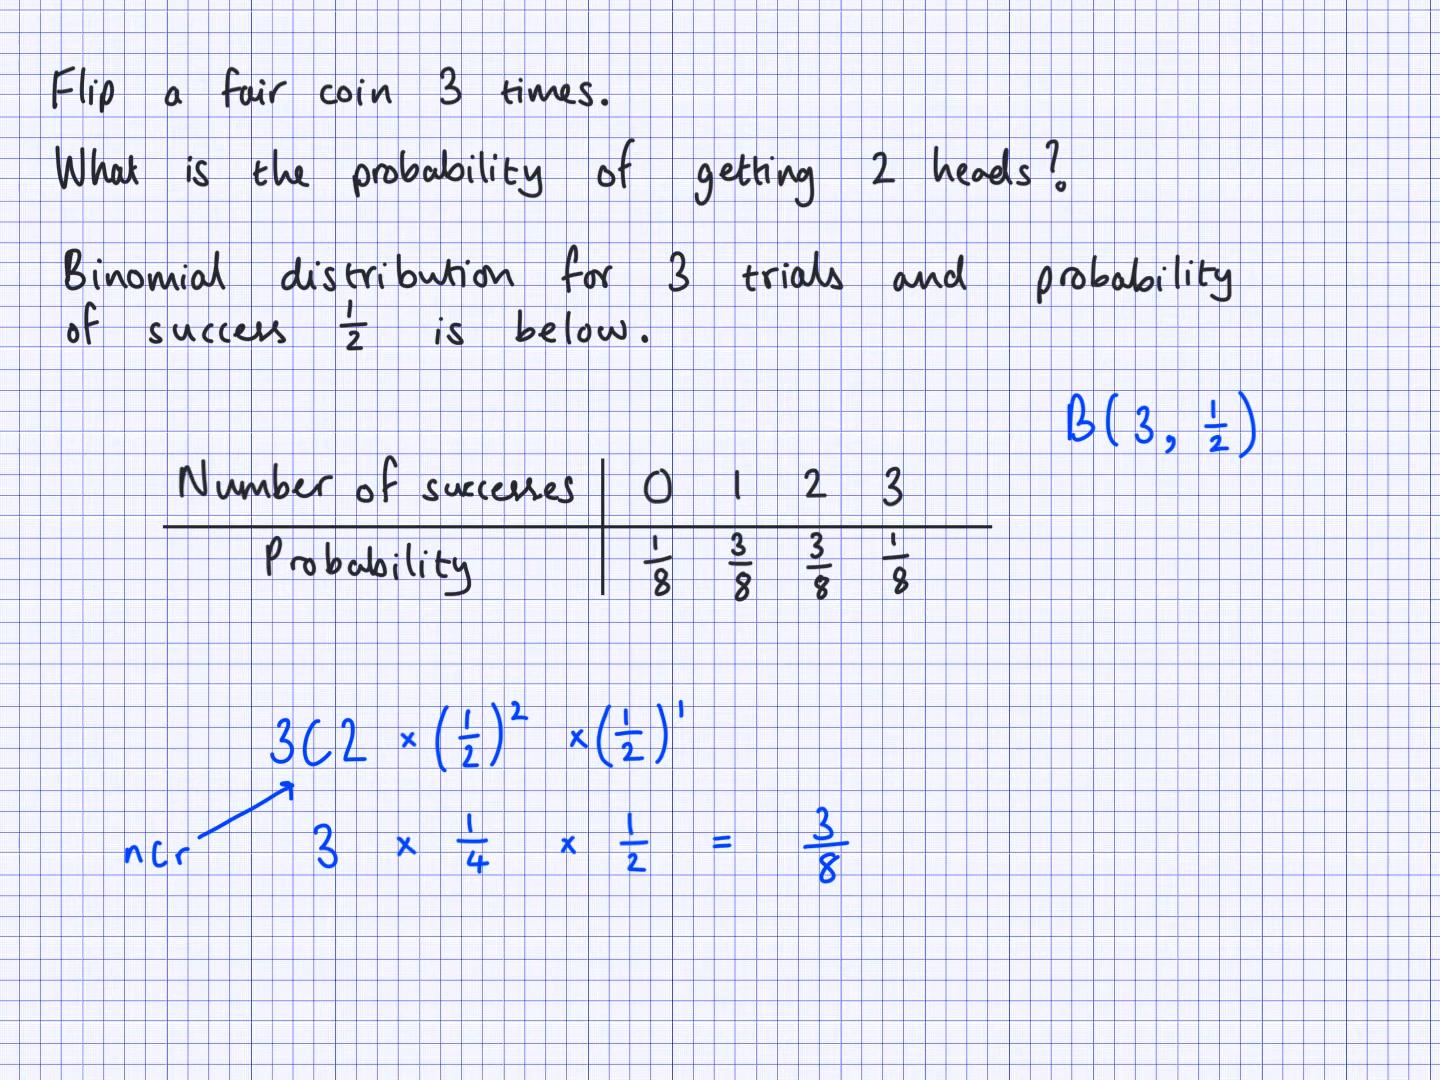 Flip a fair coin 3 times.
What is the probability of getting 2 heads?
Binomial distribution for 3 trials and probability
of success 1/2 is below.
B(3, 1/2)
Number of successes | 0 1 2 3
Probability | 1/8 3/8 3/8 1/8
3C2 × (1/2)² × (1/2)¹
nCr
3 × 1/4 × 1/2 = 3/8